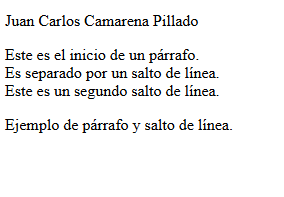 Juan Carlos Camarena Pillado
Este es el inicio de un párrafo.
Es separado por un salto de línea.
Este es un segundo salto de línea.
Ejemplo de párrafo y salto de línea.